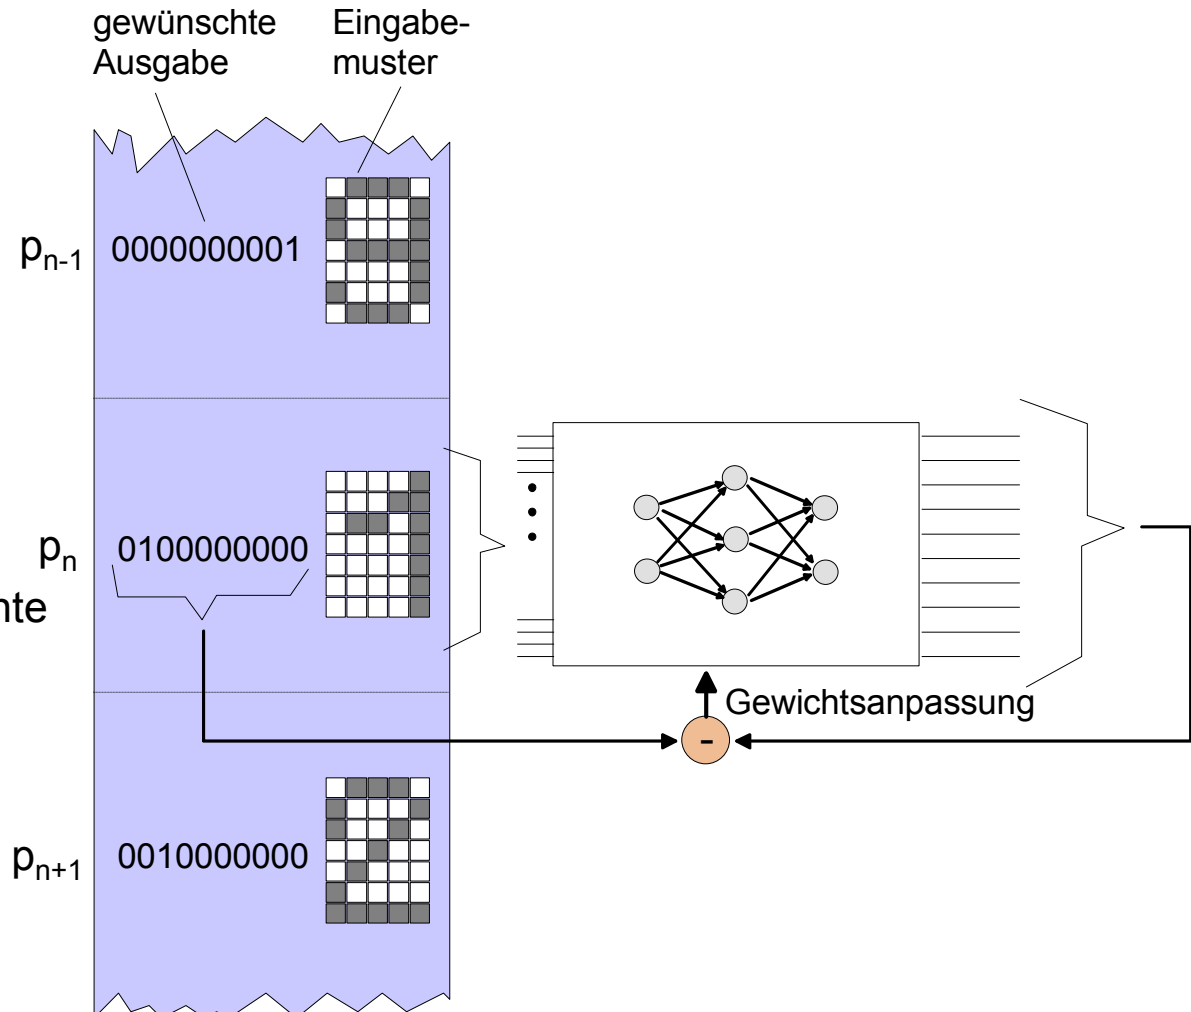 gewünschte
Ausgabe
Eingabe-
muster
pn-1
0000000001
pn
0100000000
nte
Gewichtsanpassung
-
pn+1
0010000000